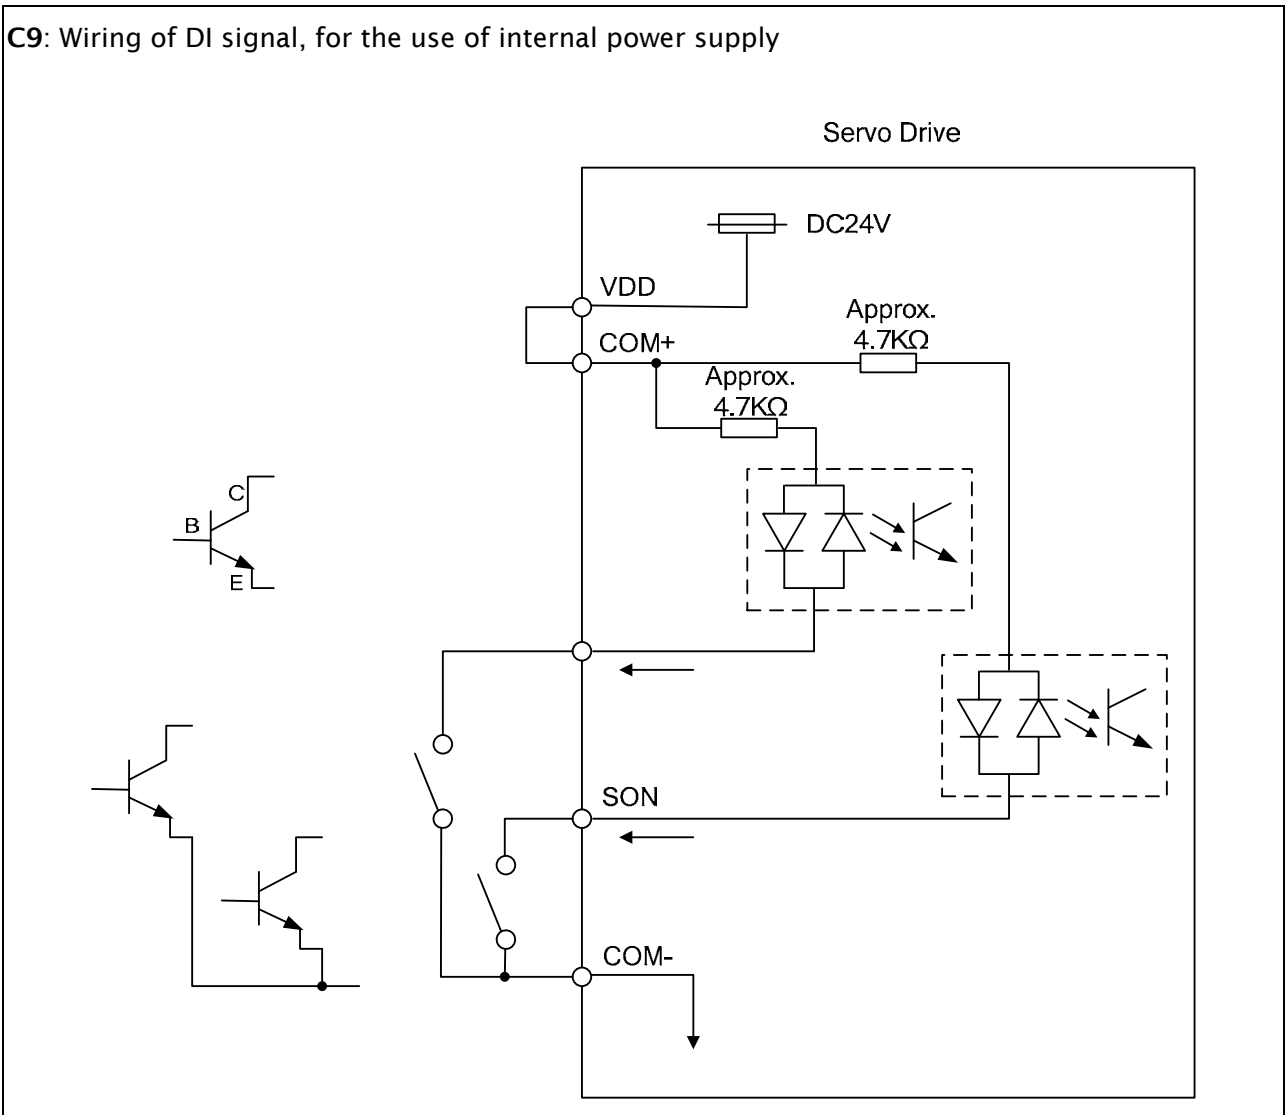 C9: Wiring of DI signal, for the use of internal power supply
Servo Drive
DC24V
VDD
Approx.
4.7KΩ
COM+
Approx.
4.7KΩ
C
B
E
SON
COM-